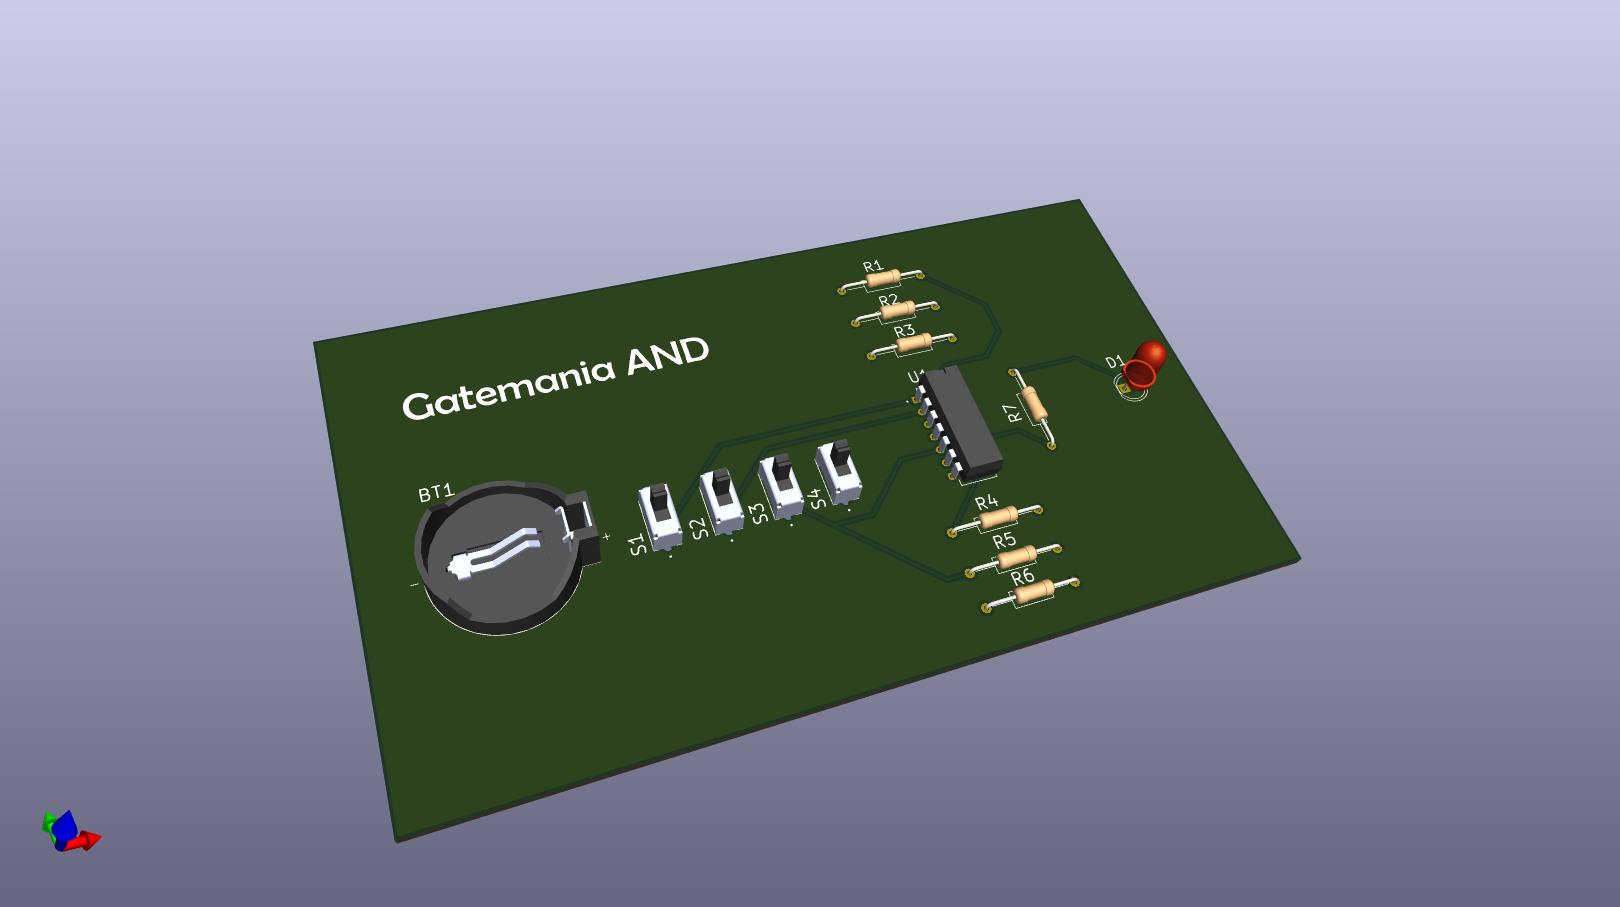 R1
R2
R3
Gatemania AND
D1
U1
R7
BT1
+
-
S1
S2
S3
S4
R4
R5
R6